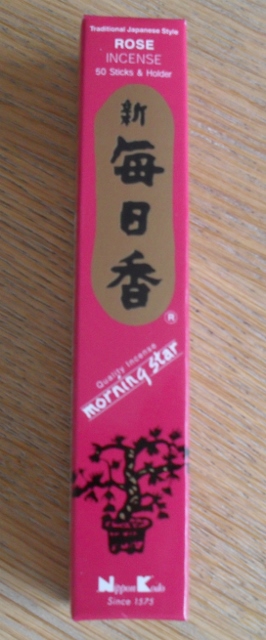 Traditional Japanese Style
ROSE
INCENSE
50 Sticks & Holder
新
毎
日
香
®
Quality Incense
morning star
Nippon Kodo
Since 1575